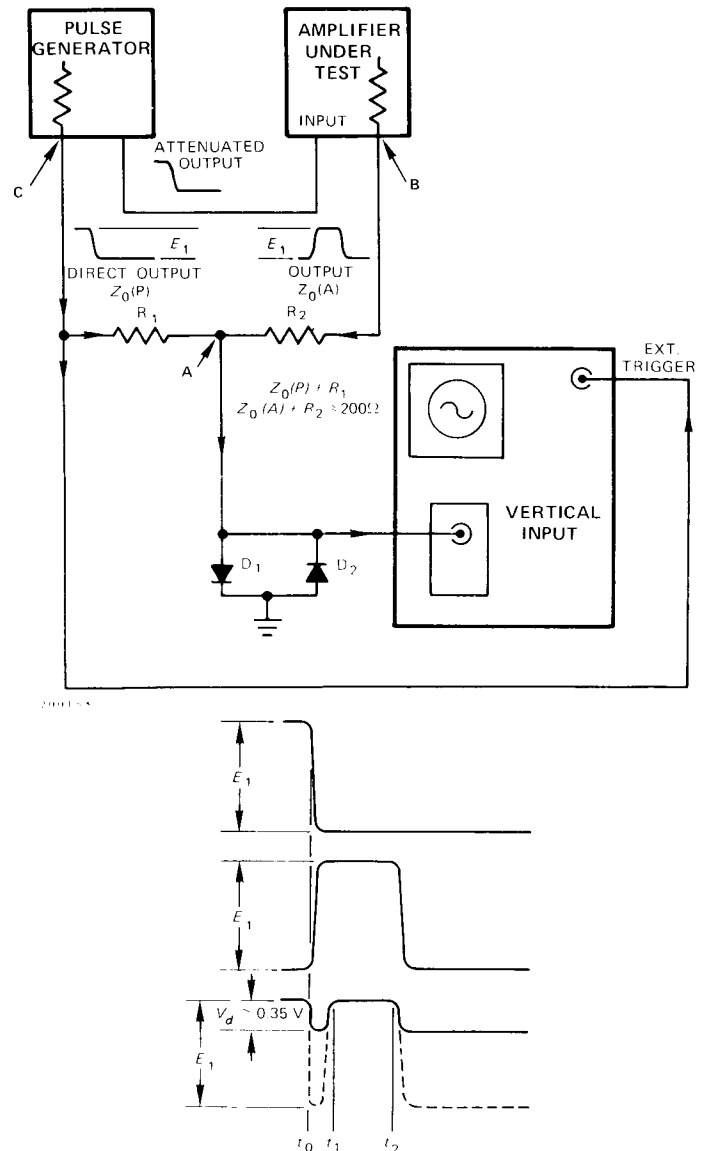 PULSE
GENERATOR
AMPLIFIER
UNDER
TEST
INPUT
ATTENUATED
OUTPUT
C
B
E₁
E₁
DIRECT OUTPUT
Z₀(P)
OUTPUT
Z₀(A)
R₁
R₂
A
Z₀(P) + R₁
Z₀(A) + R₂ ≈ 200Ω
EXT.
TRIGGER
VERTICAL
INPUT
D₁
D₂
E₁
E₁
V_d ≈ 0.35 V
E₁
t₀ t₁ t₂